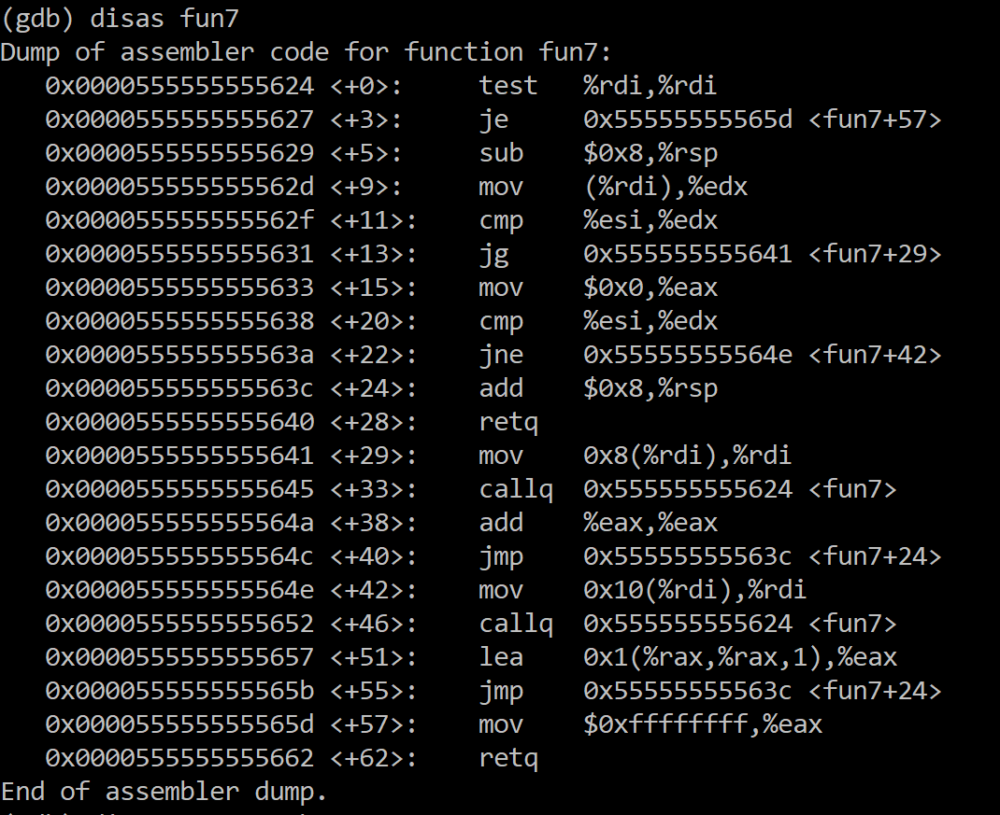 (gdb) disas fun7
Dump of assembler code for function fun7:
   0x0000555555555624 <+0>:     test   %rdi,%rdi
   0x0000555555555627 <+3>:     je     0x55555555565d <fun7+57>
   0x0000555555555629 <+5>:     sub    $0x8,%rsp
   0x000055555555562d <+9>:     mov    (%rdi),%edx
   0x000055555555562f <+11>:    cmp    %esi,%edx
   0x0000555555555631 <+13>:    jg     0x555555555641 <fun7+29>
   0x0000555555555633 <+15>:    mov    $0x0,%eax
   0x0000555555555638 <+20>:    cmp    %esi,%edx
   0x000055555555563a <+22>:    jne    0x55555555564e <fun7+42>
   0x000055555555563c <+24>:    add    $0x8,%rsp
   0x0000555555555640 <+28>:    retq
   0x0000555555555641 <+29>:    mov    0x8(%rdi),%rdi
   0x0000555555555645 <+33>:    callq  0x555555555624 <fun7>
   0x000055555555564a <+38>:    add    %eax,%eax
   0x000055555555564c <+40>:    jmp    0x55555555563c <fun7+24>
   0x000055555555564e <+42>:    mov    0x10(%rdi),%rdi
   0x0000555555555652 <+46>:    callq  0x555555555624 <fun7>
   0x0000555555555657 <+51>:    lea    0x1(%rax,%rax,1),%eax
   0x000055555555565b <+55>:    jmp    0x55555555563c <fun7+24>
   0x000055555555565d <+57>:    mov    $0xffffffff,%eax
   0x0000555555555662 <+62>:    retq
End of assembler dump.